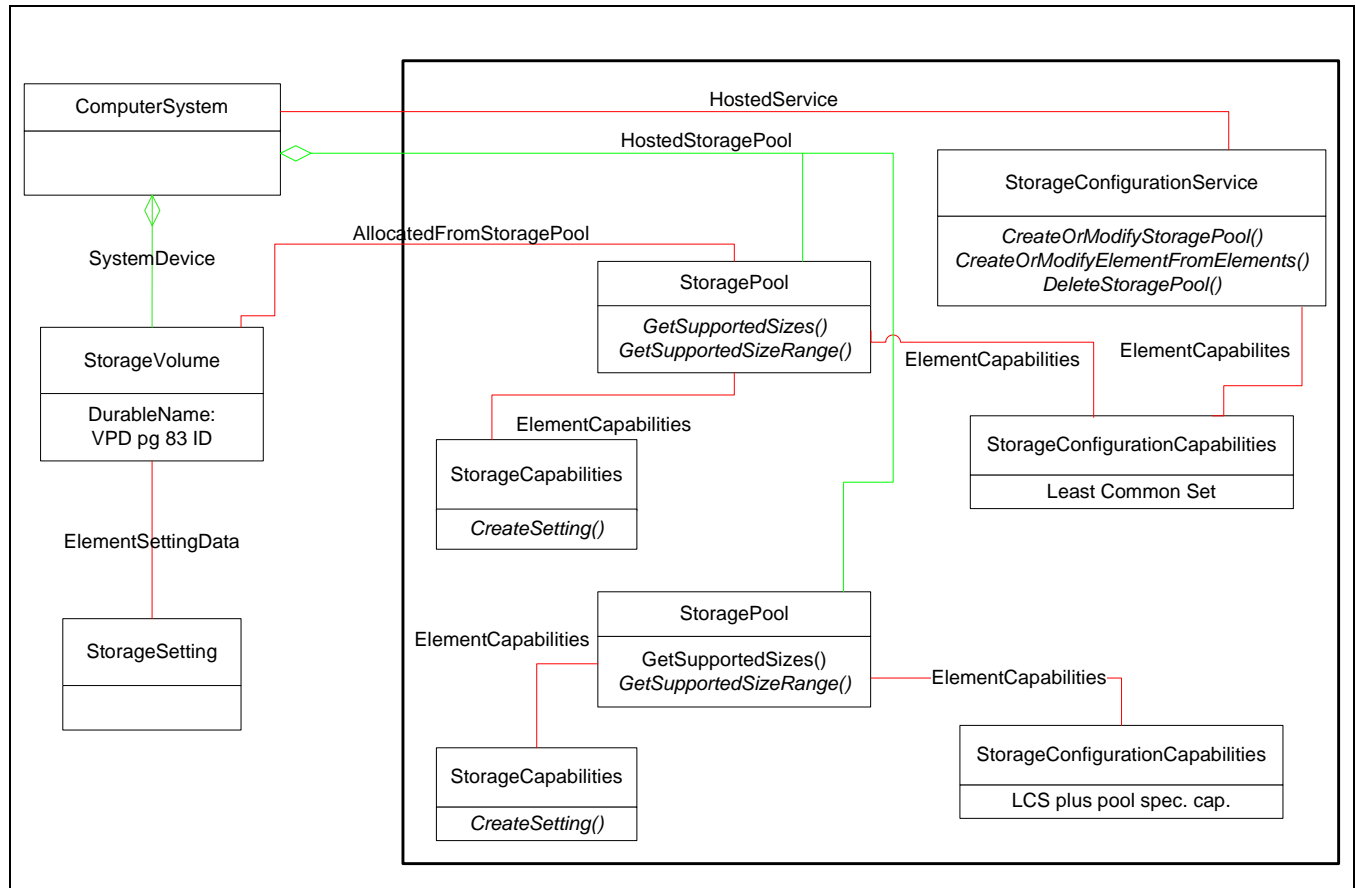 ComputerSystem
HostedService
HostedStoragePool
StorageConfigurationService
CreateOrModifyStoragePool()
CreateOrModifyElementFromElements()
DeleteStoragePool()
AllocatedFromStoragePool
SystemDevice
StoragePool
GetSupportedSizes()
GetSupportedSizeRange()
StorageVolume
DurableName:
VPD pg 83 ID
ElementCapabilities
ElementCapabilites
ElementCapabilities
StorageCapabilities
CreateSetting()
StorageConfigurationCapabilities
Least Common Set
ElementSettingData
StorageSetting
StoragePool
GetSupportedSizes()
GetSupportedSizeRange()
ElementCapabilities
ElementCapabilities
StorageCapabilities
CreateSetting()
StorageConfigurationCapabilities
LCS plus pool spec. cap.